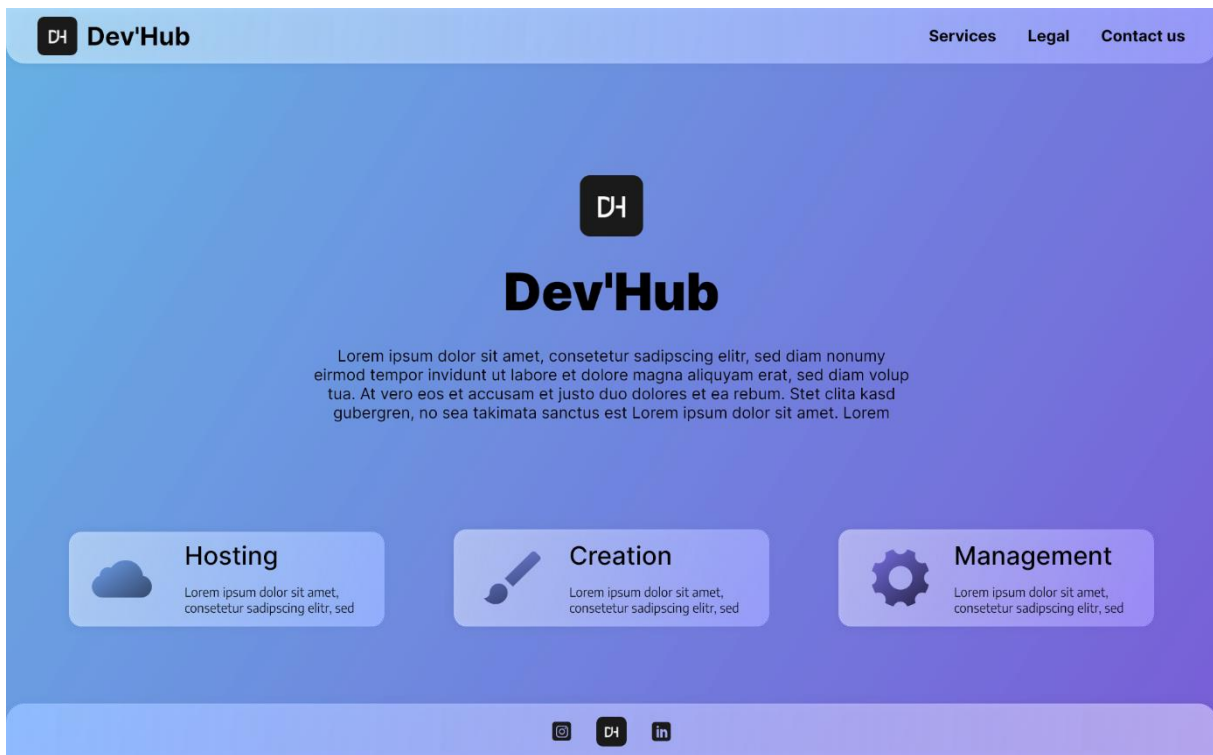 DH Dev'Hub
Services Legal Contact us
DH
Dev'Hub
Lorem ipsum dolor sit amet, consetetur sadipscing elitr, sed diam nonumy
eirmod tempor invidunt ut labore et dolore magna aliquyam erat, sed diam volup
tua. At vero eos et accusam et justo duo dolores et ea rebum. Stet clita kasd
gubergren, no sea takimata sanctus est Lorem ipsum dolor sit amet. Lorem
Hosting
Lorem ipsum dolor sit amet,
consetetur sadipscing elitr, sed
Creation
Lorem ipsum dolor sit amet,
consetetur sadipscing elitr, sed
Management
Lorem ipsum dolor sit amet,
consetetur sadipscing elitr, sed
DH in